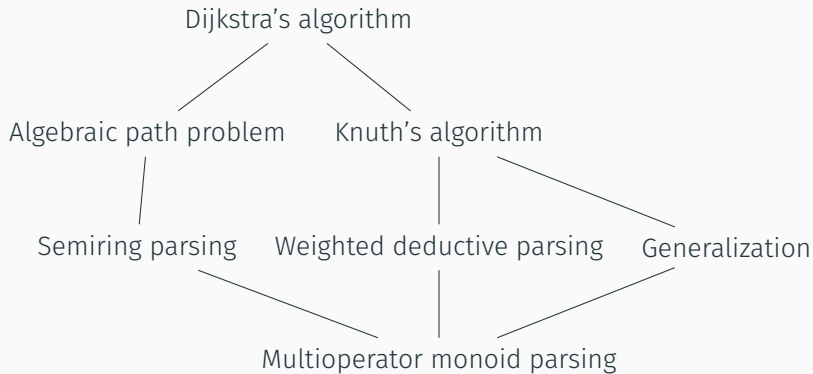 Dijkstra’s algorithm
Algebraic path problem
Knuth’s algorithm
Semiring parsing
Weighted deductive parsing
Generalization
Multioperator monoid parsing